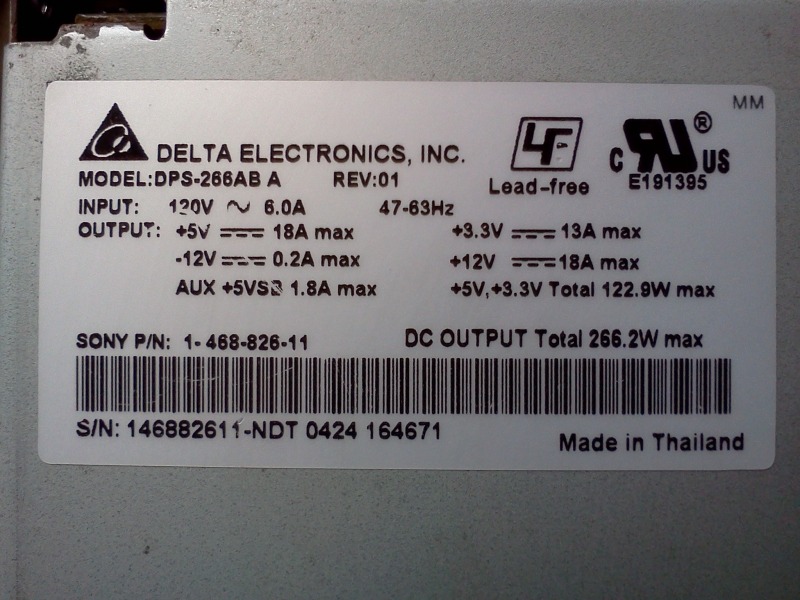 MM
DELTA ELECTRONICS, INC.
LF
Lead-free
C UR US ®
E191395
MODEL:DPS-266AB A REV:01
INPUT: 120V ~ 6.0A 47-63Hz
OUTPUT: +5V ⎓ 18A max +3.3V ⎓ 13A max
-12V ⎓ 0.2A max +12V ⎓ 18A max
AUX +5VSB 1.8A max +5V,+3.3V Total 122.9W max
SONY P/N: 1-468-826-11 DC OUTPUT Total 266.2W max
S/N: 146882611-NDT 0424 164671
Made in Thailand